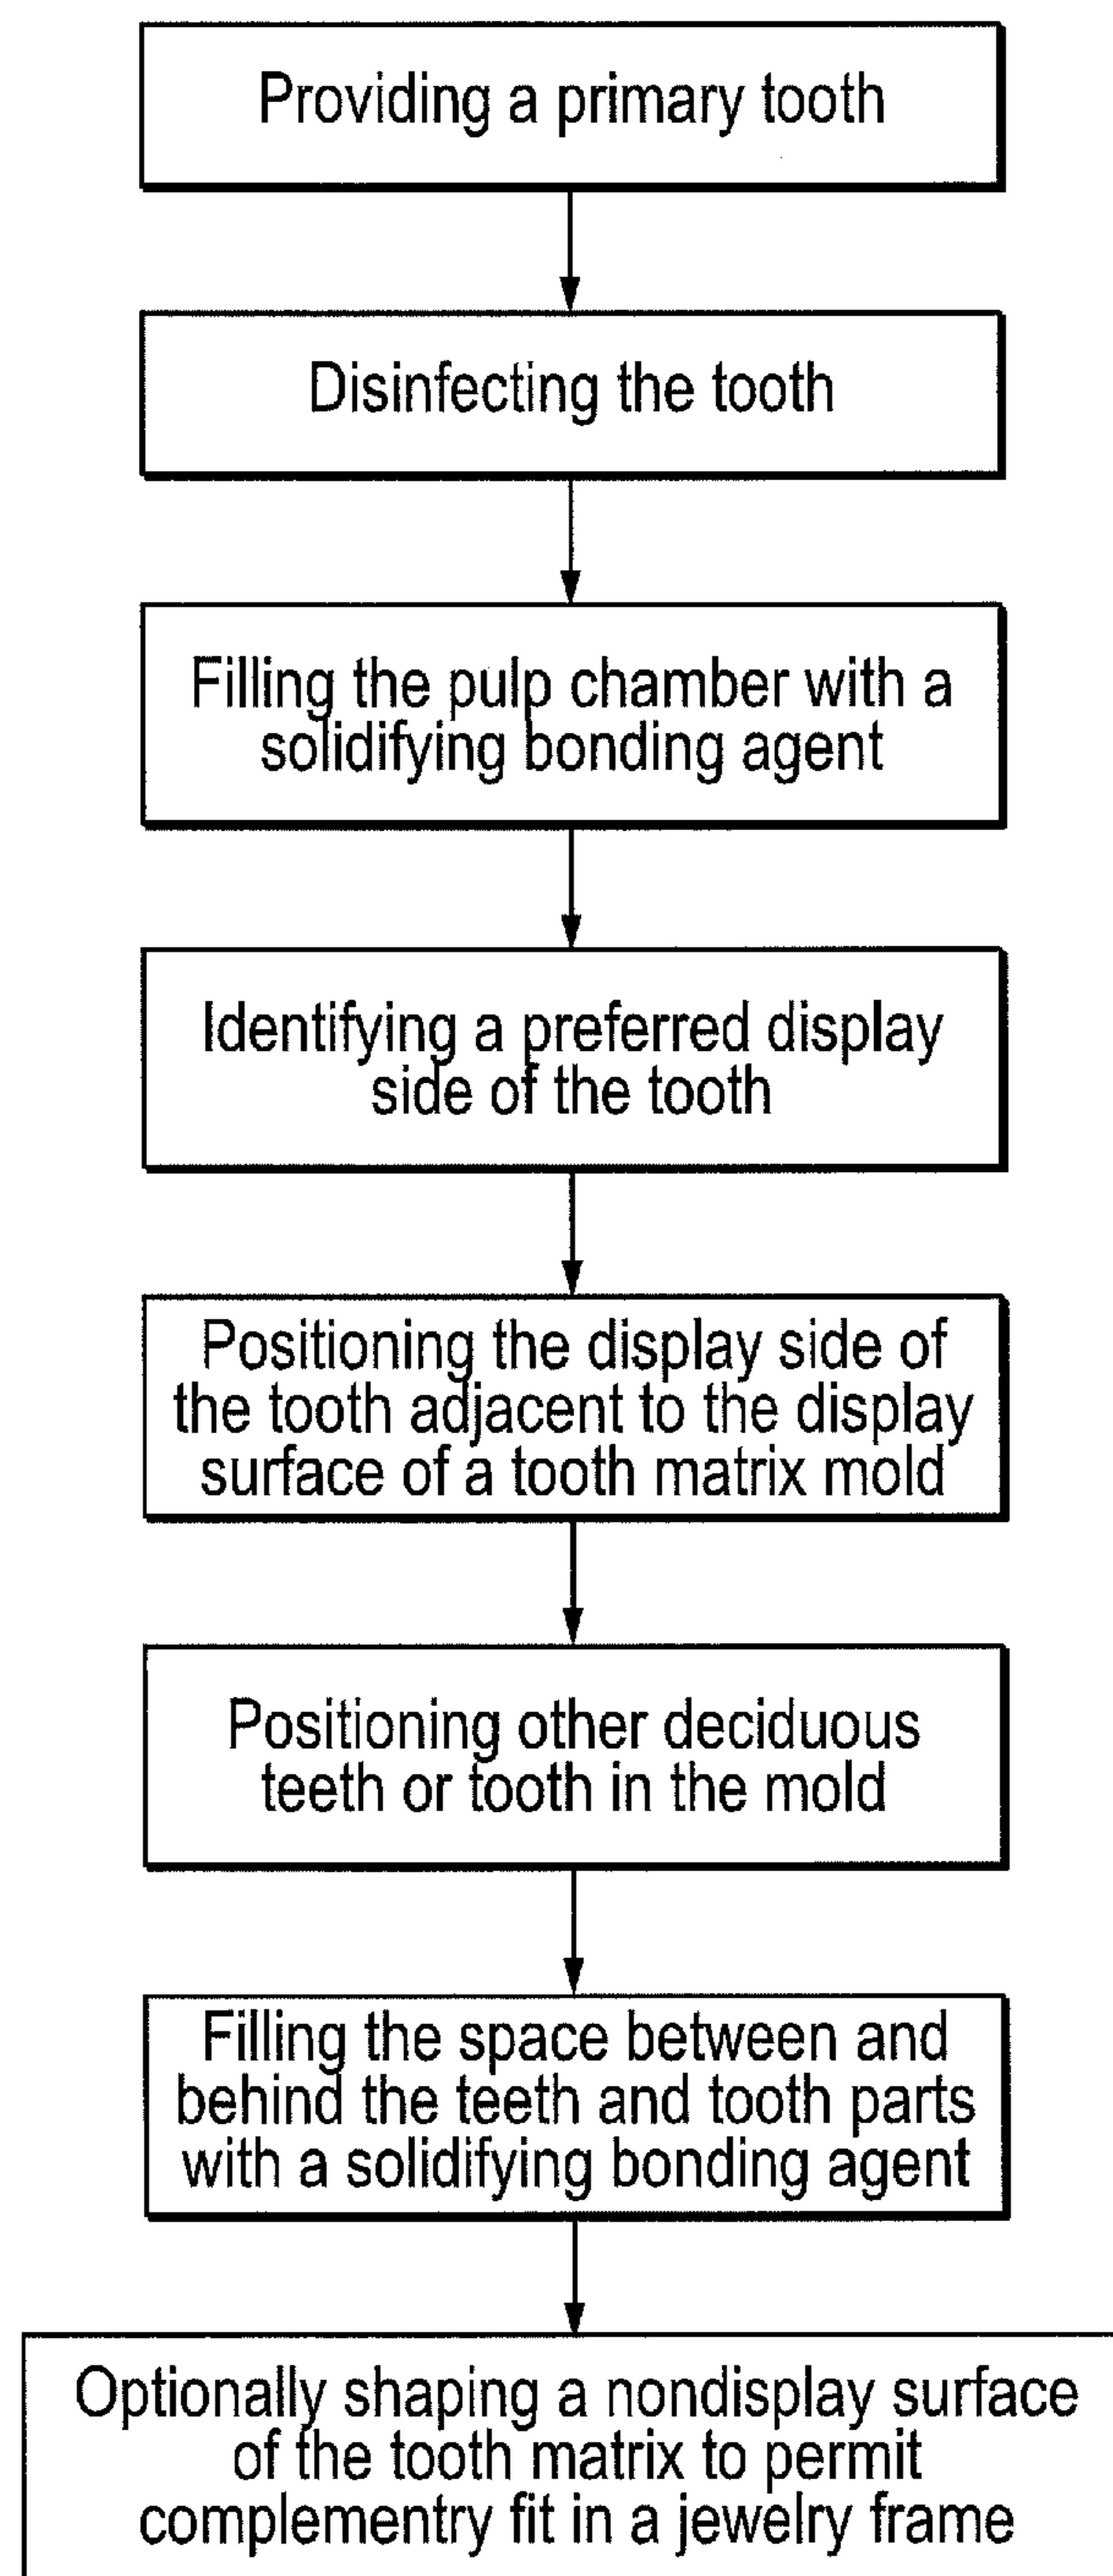 Providing a primary tooth
Disinfecting the tooth
Filling the pulp chamber with a
solidifying bonding agent
Identifying a preferred display
side of the tooth
Positioning the display side of
the tooth adjacent to the display
surface of a tooth matrix mold
Positioning other deciduous
teeth or tooth in the mold
Filling the space between and
behind the teeth and tooth parts
with a solidifying bonding agent
Optionally shaping a nondisplay surface
of the tooth matrix to permit
complementry fit in a jewelry frame